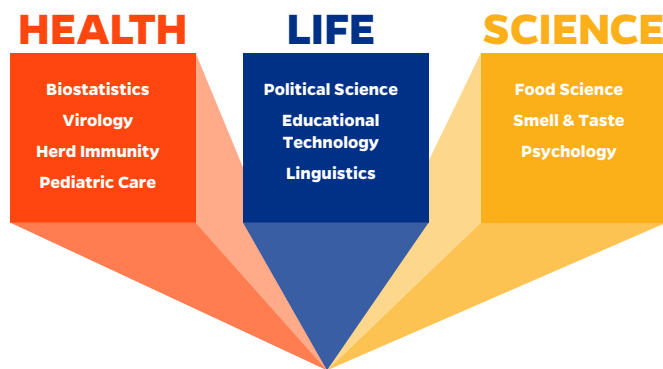 HEALTH
Biostatistics
Virology
Herd Immunity
Pediatric Care
LIFE
Political Science
Educational
Technology
Linguistics
SCIENCE
Food Science
Smell & Taste
Psychology